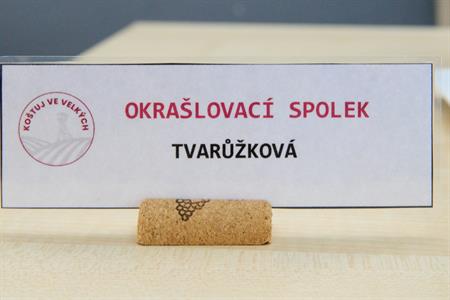 KOŠTUJ VE VELKÝCH
OKRAŠLOVACÍ SPOLEK
TVARŮŽKOVÁ